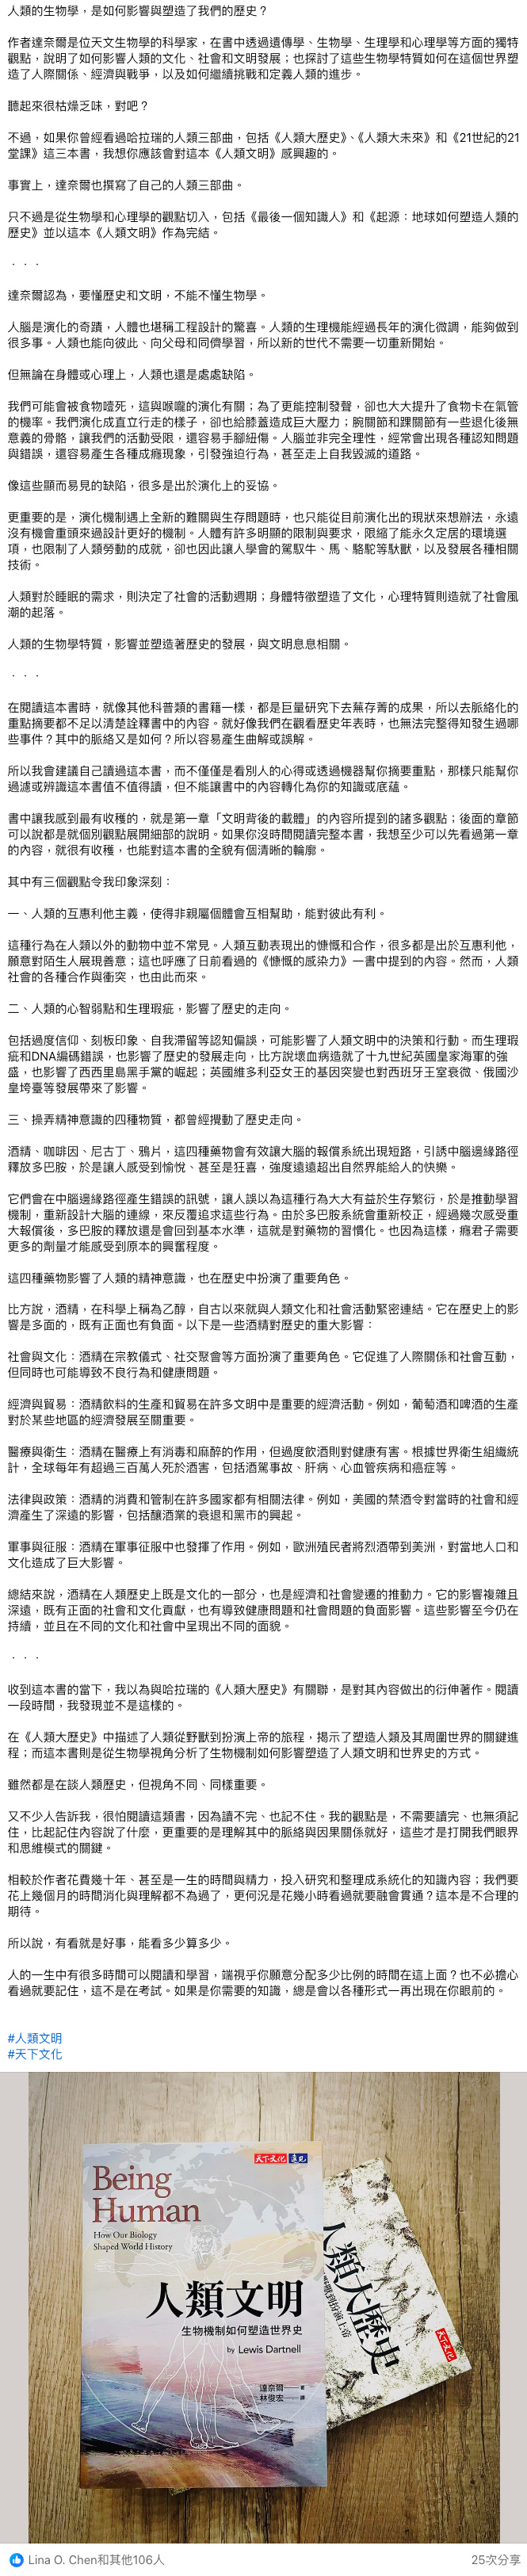 人類的生物學，是如何影響與塑造了我們的歷史？
作者達奈爾是位天文生物學的科學家，在書中透過遺傳學、生物學、生理學和心理學等方面的獨特
觀點，說明了如何影響人類的文化、社會和文明發展；也探討了這些生物學特質如何在這個世界塑
造了人際關係、經濟與戰爭，以及如何繼續挑戰和定義人類的進步。
聽起來很枯燥乏味，對吧？
不過，如果你曾經看過哈拉瑞的人類三部曲，包括《人類大歷史》、《人類大未來》和《21世紀的21
堂課》這三本書，我想你應該會對這本《人類文明》感興趣的。
事實上，達奈爾也撰寫了自己的人類三部曲。
只不過是從生物學和心理學的觀點切入，包括《最後一個知識人》和《起源：地球如何塑造人類的
歷史》並以這本《人類文明》作為完結。
．．．
達奈爾認為，要懂歷史和文明，不能不懂生物學。
人腦是演化的奇蹟，人體也堪稱工程設計的驚喜。人類的生理機能經過長年的演化微調，能夠做到
很多事。人類也能向彼此、向父母和同儕學習，所以新的世代不需要一切重新開始。
但無論在身體或心理上，人類也還是處處缺陷。
我們可能會被食物噎死，這與喉嚨的演化有關；為了更能控制發聲，卻也大大提升了食物卡在氣管
的機率。我們演化成直立行走的樣子，卻也給膝蓋造成巨大壓力；腕關節和踝關節有一些退化後無
意義的骨骼，讓我們的活動受限，還容易手腳紐傷。人腦並非完全理性，經常會出現各種認知問題
與錯誤，還容易產生各種成癮現象，引發強迫行為，甚至走上自我毀滅的道路。
像這些顯而易見的缺陷，很多是出於演化上的妥協。
更重要的是，演化機制遇上全新的難關與生存問題時，也只能從目前演化出的現狀來想辦法，永遠
沒有機會重頭來過設計更好的機制。人體有許多明顯的限制與要求，限縮了能永久定居的環境選
項，也限制了人類勞動的成就，卻也因此讓人學會的駕馭牛、馬、駱駝等馱獸，以及發展各種相關
技術。
人類對於睡眠的需求，則決定了社會的活動週期；身體特徵塑造了文化，心理特質則造就了社會風
潮的起落。
人類的生物學特質，影響並塑造著歷史的發展，與文明息息相關。
．．．
在閱讀這本書時，就像其他科普類的書籍一樣，都是巨量研究下去蕪存菁的成果，所以去脈絡化的
重點摘要都不足以清楚詮釋書中的內容。就好像我們在觀看歷史年表時，也無法完整得知發生過哪
些事件？其中的脈絡又是如何？所以容易產生曲解或誤解。
所以我會建議自己讀過這本書，而不僅僅是看別人的心得或透過機器幫你摘要重點，那樣只能幫你
過濾或辨識這本書值不值得讀，但不能讓書中的內容轉化為你的知識或底蘊。
書中讓我感到最有收穫的，就是第一章「文明背後的載體」的內容所提到的諸多觀點；後面的章節
可以說都是就個別觀點展開細部的說明。如果你沒時間閱讀完整本書，我想至少可以先看過第一章
的內容，就很有收穫，也能對這本書的全貌有個清晰的輪廓。
其中有三個觀點令我印象深刻：
一、人類的互惠利他主義，使得非親屬個體會互相幫助，能對彼此有利。
這種行為在人類以外的動物中並不常見。人類互動表現出的慷慨和合作，很多都是出於互惠利他，
願意對陌生人展現善意；這也呼應了日前看過的《慷慨的感染力》一書中提到的內容。然而，人類
社會的各種合作與衝突，也由此而來。
二、人類的心智弱點和生理瑕疵，影響了歷史的走向。
包括過度信仰、刻板印象、自我滯留等認知偏誤，可能影響了人類文明中的決策和行動。而生理瑕
疵和DNA編碼錯誤，也影響了歷史的發展走向，比方說壞血病造就了十九世紀英國皇家海軍的強
盛，也影響了西西里島黑手黨的崛起；英國維多利亞女王的基因突變也對西班牙王室衰微、俄國沙
皇垮臺等發展帶來了影響。
三、操弄精神意識的四種物質，都曾經攪動了歷史走向。
酒精、咖啡因、尼古丁、鴉片，這四種藥物會有效讓大腦的報償系統出現短路，引誘中腦邊緣路徑
釋放多巴胺，於是讓人感受到愉悅、甚至是狂喜，強度遠遠超出自然界能給人的快樂。
它們會在中腦邊緣路徑產生錯誤的訊號，讓人誤以為這種行為大大有益於生存繁衍，於是推動學習
機制，重新設計大腦的連線，來反覆追求這些行為。由於多巴胺系統會重新校正，經過幾次感受重
大報償後，多巴胺的釋放還是會回到基本水準，這就是對藥物的習慣化。也因為這樣，癮君子需要
更多的劑量才能感受到原本的興奮程度。
這四種藥物影響了人類的精神意識，也在歷史中扮演了重要角色。
比方說，酒精，在科學上稱為乙醇，自古以來就與人類文化和社會活動緊密連結。它在歷史上的影
響是多面的，既有正面也有負面。以下是一些酒精對歷史的重大影響：
社會與文化：酒精在宗教儀式、社交聚會等方面扮演了重要角色。它促進了人際關係和社會互動，
但同時也可能導致不良行為和健康問題。
經濟與貿易：酒精飲料的生產和貿易在許多文明中是重要的經濟活動。例如，葡萄酒和啤酒的生產
對於某些地區的經濟發展至關重要。
醫療與衛生：酒精在醫療上有消毒和麻醉的作用，但過度飲酒則對健康有害。根據世界衛生組織統
計，全球每年有超過三百萬人死於酒害，包括酒駕事故、肝病、心血管疾病和癌症等。
法律與政策：酒精的消費和管制在許多國家都有相關法律。例如，美國的禁酒令對當時的社會和經
濟產生了深遠的影響，包括釀酒業的衰退和黑市的興起。
軍事與征服：酒精在軍事征服中也發揮了作用。例如，歐洲殖民者將烈酒帶到美洲，對當地人口和
文化造成了巨大影響。
總結來說，酒精在人類歷史上既是文化的一部分，也是經濟和社會變遷的推動力。它的影響複雜且
深遠，既有正面的社會和文化貢獻，也有導致健康問題和社會問題的負面影響。這些影響至今仍在
持續，並且在不同的文化和社會中呈現出不同的面貌。
．．．
收到這本書的當下，我以為與哈拉瑞的《人類大歷史》有關聯，是對其內容做出的衍伸著作。閱讀
一段時間，我發現並不是這樣的。
在《人類大歷史》中描述了人類從野獸到扮演上帝的旅程，揭示了塑造人類及其周圍世界的關鍵進
程；而這本書則是從生物學視角分析了生物機制如何影響塑造了人類文明和世界史的方式。
雖然都是在談人類歷史，但視角不同、同樣重要。
又不少人告訴我，很怕閱讀這類書，因為讀不完、也記不住。我的觀點是，不需要讀完、也無須記
住，比起記住內容說了什麼，更重要的是理解其中的脈絡與因果關係就好，這些才是打開我們眼界
和思維模式的關鍵。
相較於作者花費幾十年、甚至是一生的時間與精力，投入研究和整理成系統化的知識內容；我們要
花上幾個月的時間消化與理解都不為過了，更何況是花幾小時看過就要融會貫通？這本是不合理的
期待。
所以說，有看就是好事，能看多少算多少。
人的一生中有很多時間可以閱讀和學習，端視乎你願意分配多少比例的時間在這上面？也不必擔心
看過就要記住，這不是在考試。如果是你需要的知識，總是會以各種形式一再出現在你眼前的。
#人類文明
#天下文化
天下文化 遠見
Being
Human
How Our Biology
Shaped World History
人類文明
生物機制如何塑造世界史
by Lewis Dartnell
達奈爾——著
林俊宏——譯
人類大歷史
從野獸到扮演上帝
天下文化
Lina O. Chen和其他106人
25次分享